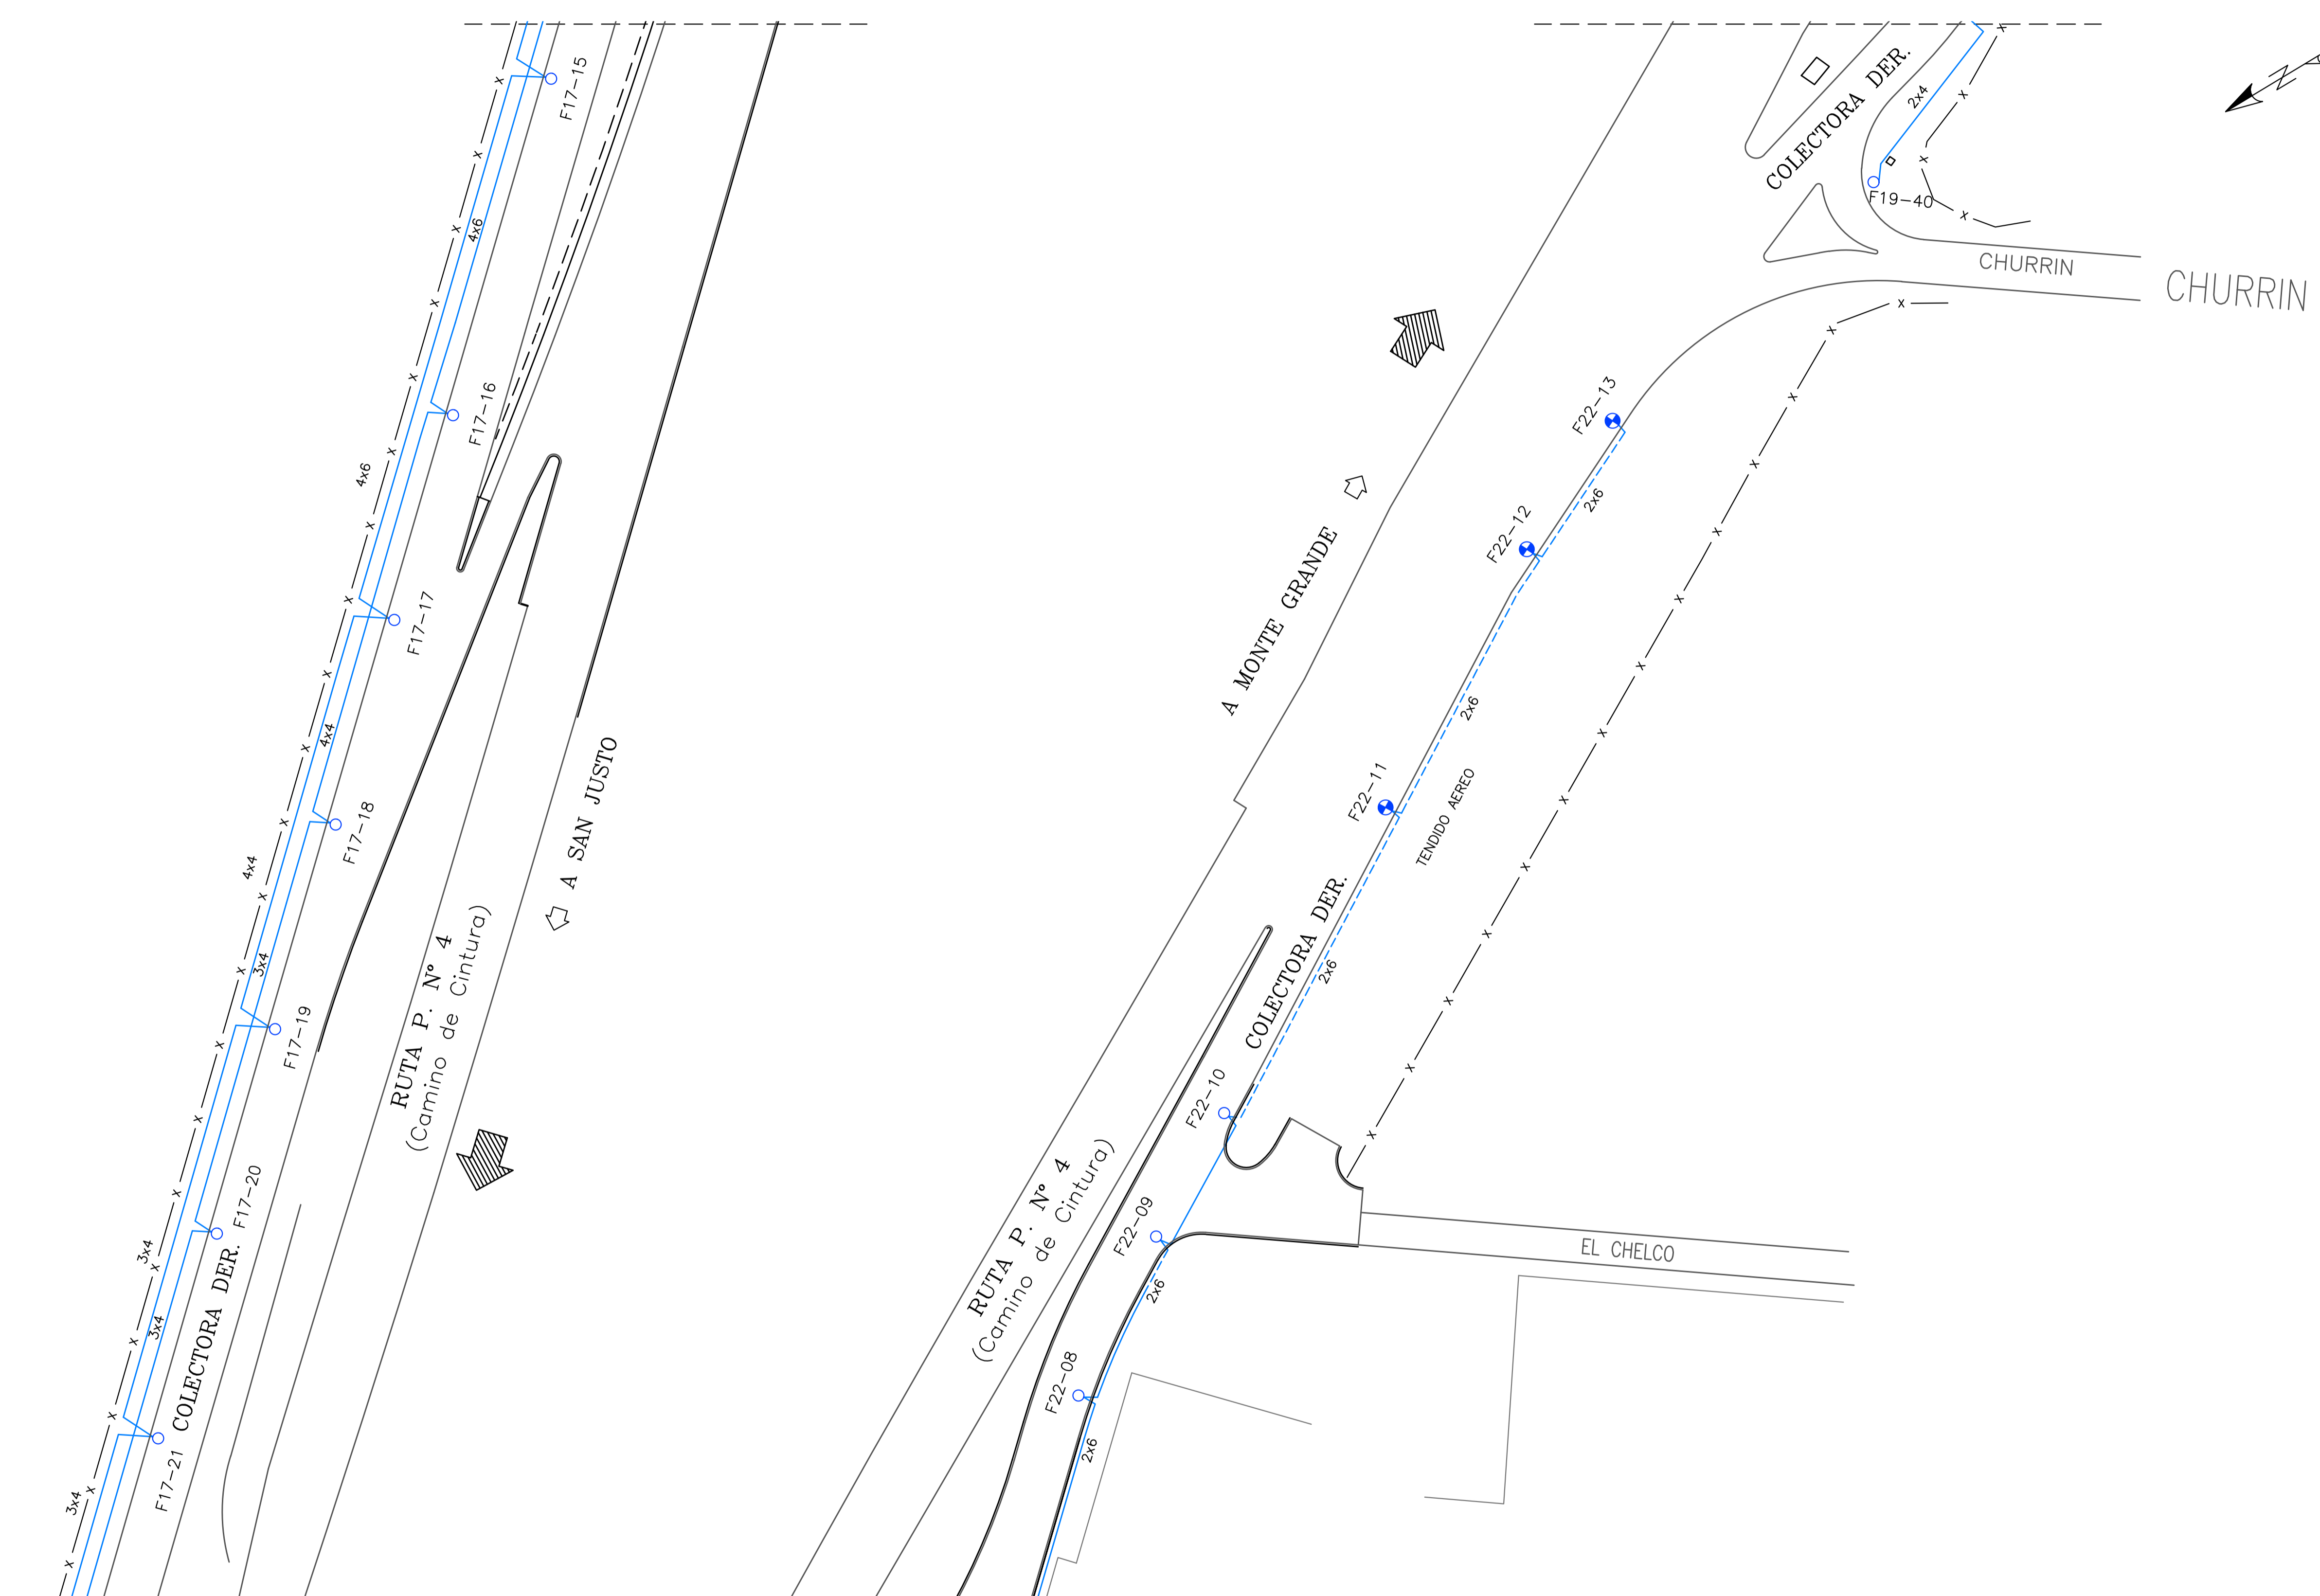 F17-15
4x6
F17-16
4x6
F17-17
4x4
F17-18
4x4
3x4
F17-19
F17-20
3x4
3x4
COLECTORA DER.
F17-21
3x4
A SAN JUSTO
RUTA P. Nº 4
(Camino de Cintura)
COLECTORA DER.
2x4
F19-40
CHURRIN
CHURRIN
N
F22-13
2x6
F22-12
A MONTE GRANDE
2x6
F22-11
TENDIDO AEREO
COLECTORA DER.
2x6
F22-10
RUTA P. Nº 4
(Camino de Cintura)
F22-09
EL CHELCO
2x6
F22-08
2x6